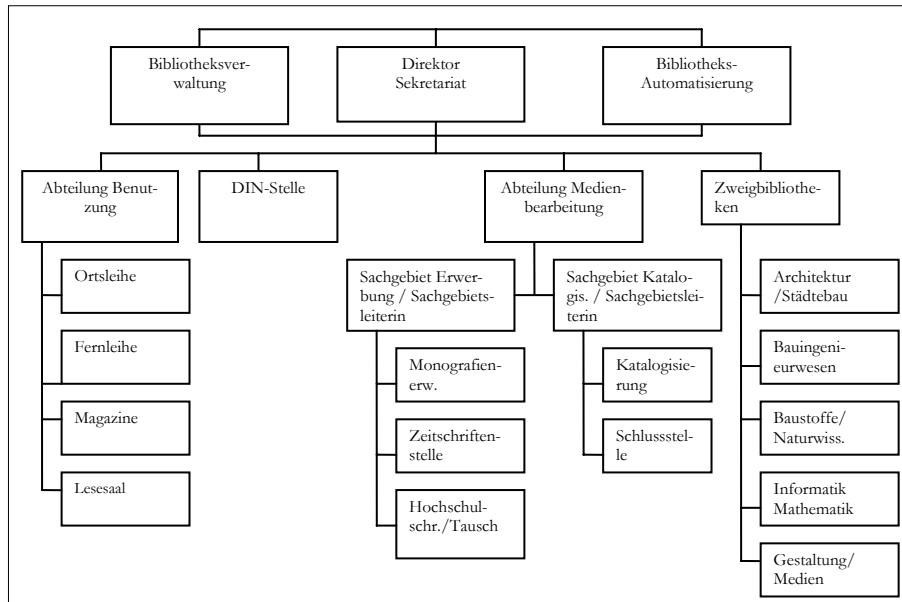 Bibliotheksver-
waltung
Direktor
Sekretariat
Bibliotheks-
Automatisierung
Abteilung Benut-
zung
DIN-Stelle
Abteilung Medien-
bearbeitung
Zweigbibliothe-
ken
Ortsleihe
Fernleihe
Magazine
Lesesaal
Sachgebiet Erwer-
bung / Sachgebiets-
leiterin
Monografien-
erw.
Zeitschriften-
stelle
Hochschul-
schr./Tausch
Sachgebiet Katalo-
gis. / Sachgebietslei-
terin
Katalogisie-
rung
Schlussstel-
le
Architektur
/Städtebau
Bauingeni-
eurwesen
Baustoffe/
Naturwiss.
Informatik
Mathematik
Gestaltung/
Medien